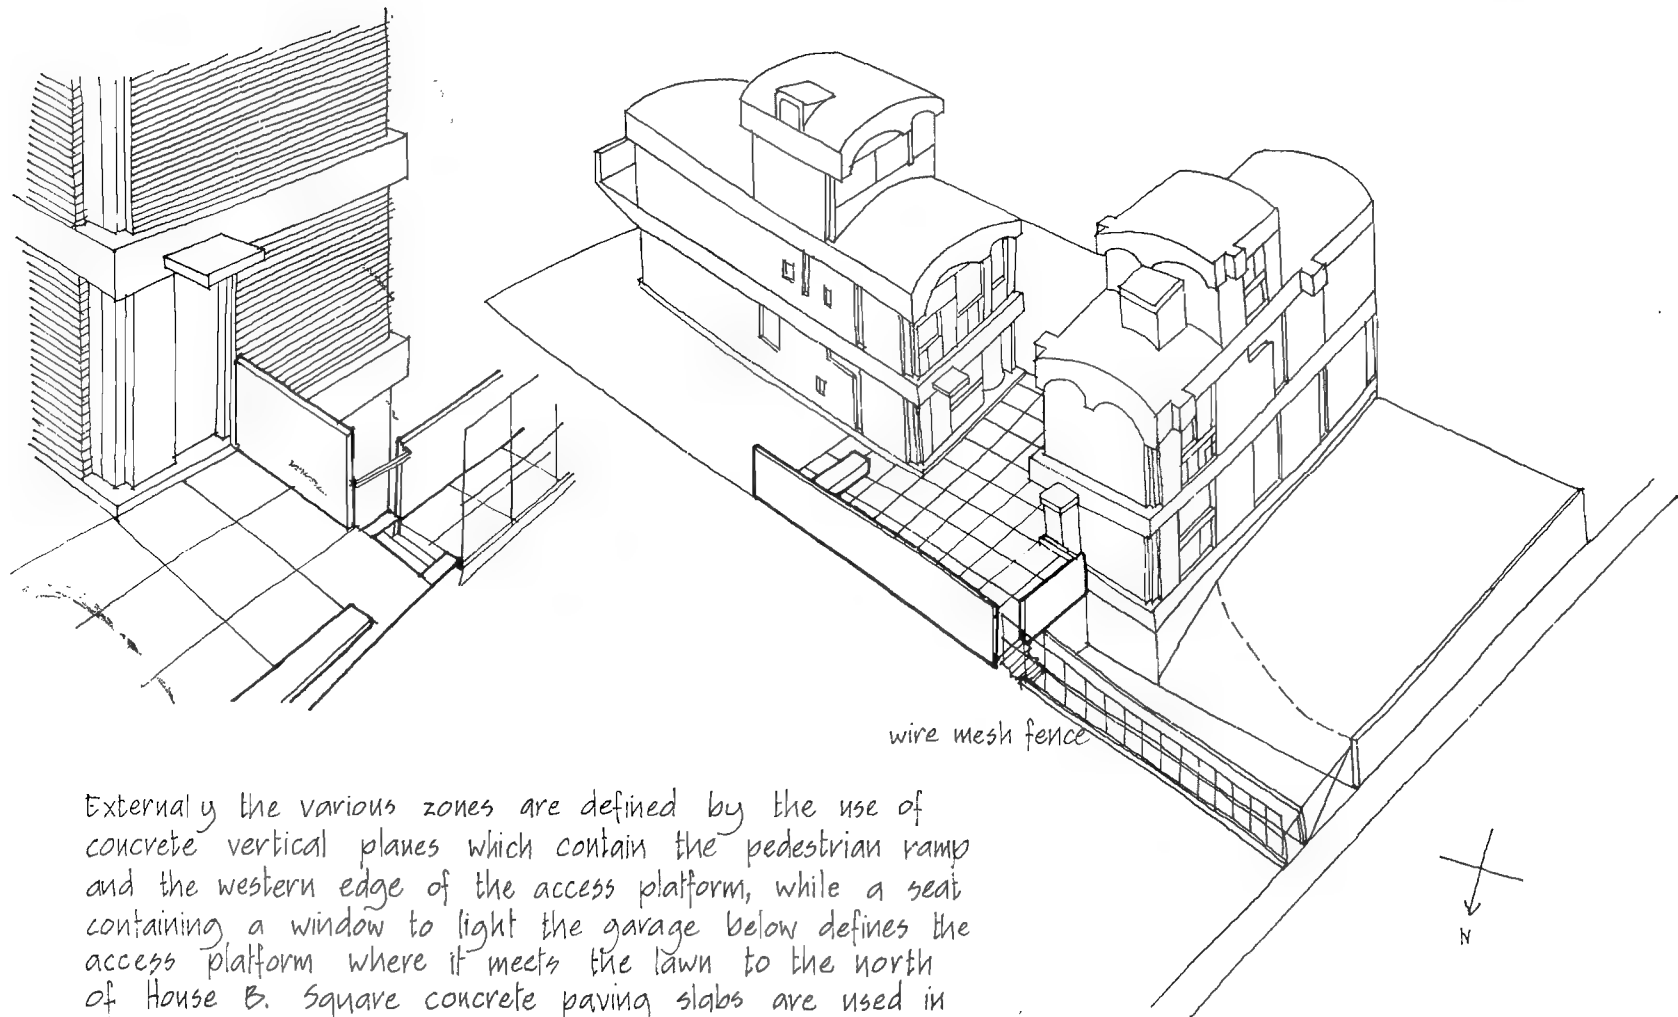 wire mesh fence
External y the various zones are defined by the use of
concrete vertical planes which contain the pedestrian ramp
and the western edge of the access platform, while a seat
containing a window to light the garage below defines the
access platform where it meets the lawn to the north
of House B. Square concrete paving slabs are used in
N